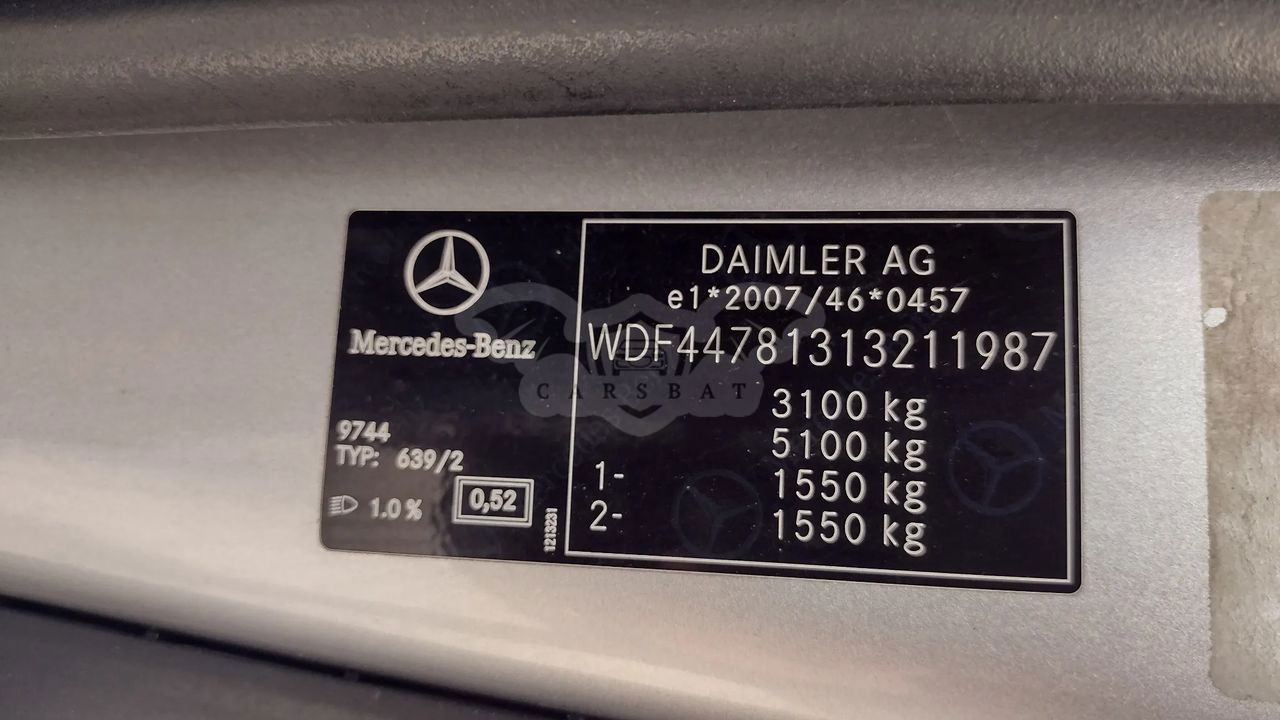 Mercedes-Benz
9744
TYP: 639/2
1.0 %
0,52
1213231
DAIMLER AG
e1*2007/46*0457
WDF44781313211987
3100 kg
5100 kg
1- 1550 kg
2- 1550 kg
CARSBAT